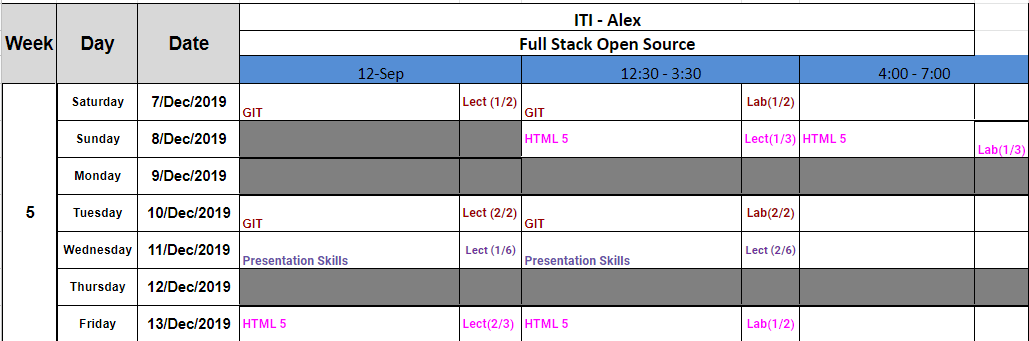 ITI - Alex
Week Day Date Full Stack Open Source
12-Sep 12:30 - 3:30 4:00 - 7:00
5
Saturday 7/Dec/2019 GIT Lect (1/2) GIT Lab(1/2)
Sunday 8/Dec/2019 HTML 5 Lect(1/3) HTML 5 Lab(1/3)
Monday 9/Dec/2019
Tuesday 10/Dec/2019 GIT Lect (2/2) GIT Lab(2/2)
Wednesday 11/Dec/2019 Presentation Skills Lect (1/6) Presentation Skills Lect (2/6)
Thursday 12/Dec/2019
Friday 13/Dec/2019 HTML 5 Lect(2/3) HTML 5 Lab(1/2)